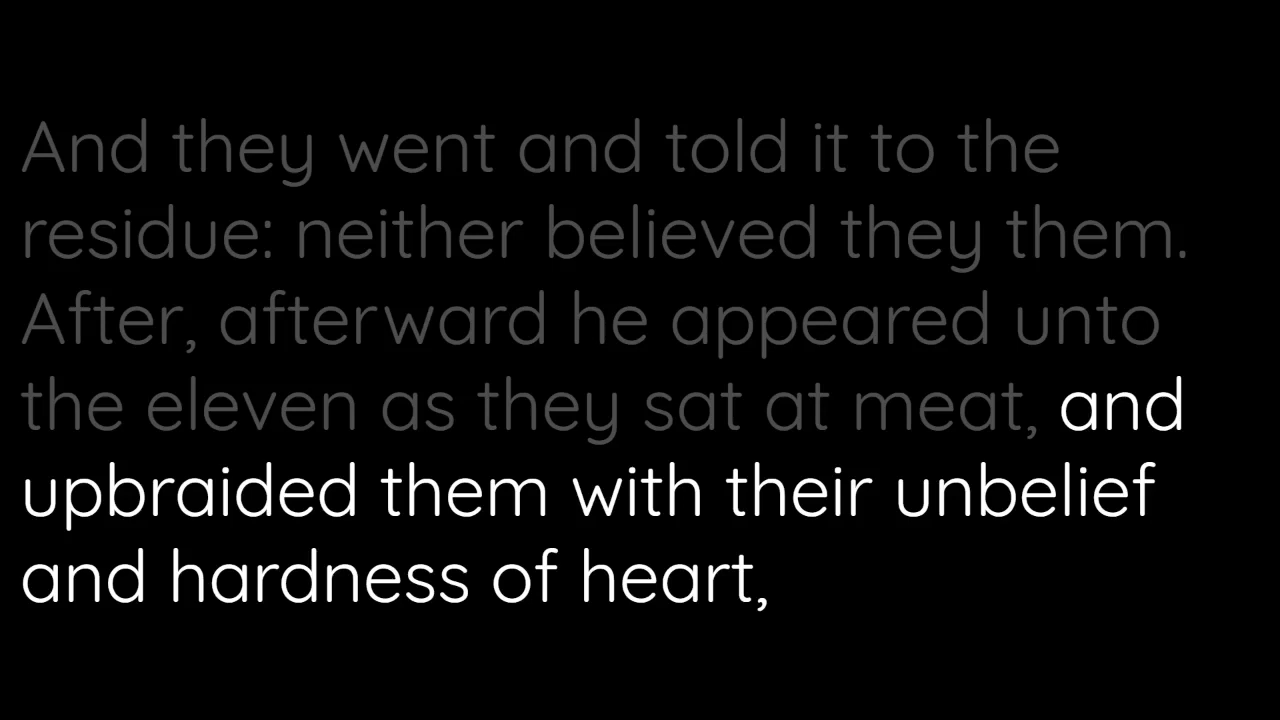 And they went and told it to the
residue: neither believed they them.
After, afterward he appeared unto
the eleven as they sat at meat, and
upbraided them with their unbelief
and hardness of heart,